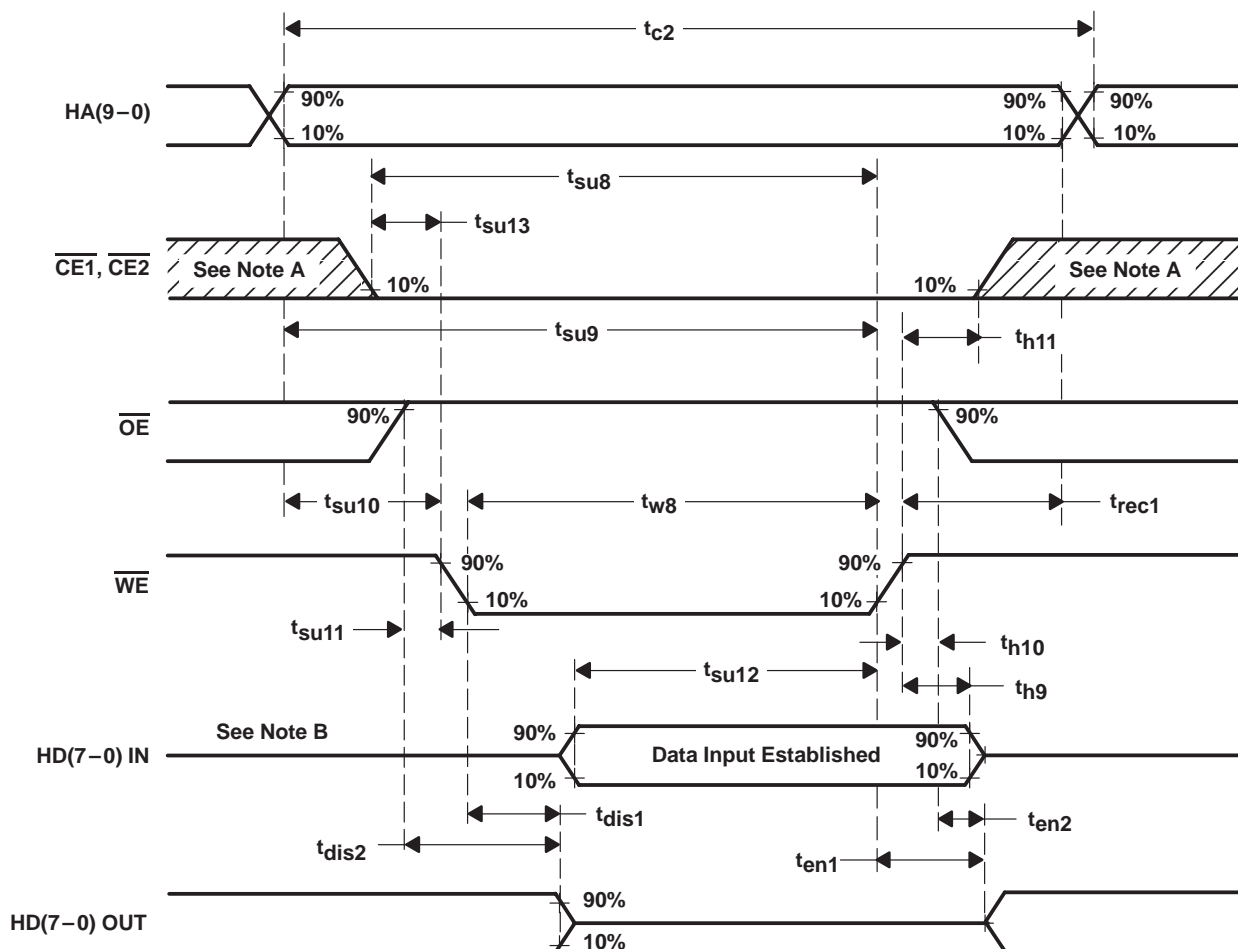 tc2
HA(9−0)
90%
10%
90%
10%
90%
10%
tsu8
tsu13
CE1, CE2
See Note A
10%
10%
See Note A
tsu9
th11
OE
90%
90%
tsu10
tw8
trec1
WE
90%
10%
90%
10%
tsu11
th10
tsu12
th9
See Note B
HD(7−0) IN
90%
10%
Data Input Established
90%
10%
tdis1
ten2
tdis2
ten1
HD(7−0) OUT
90%
10%